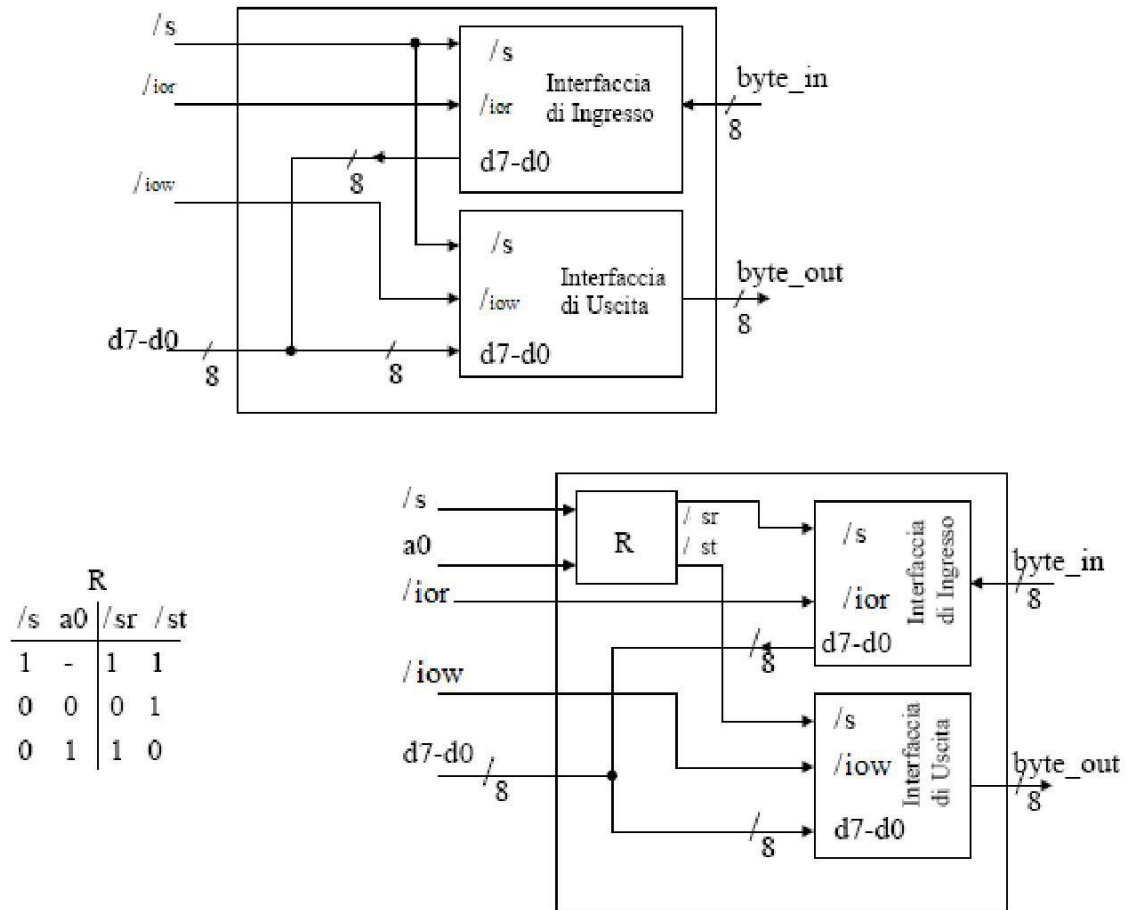 /s
/ior
/iow
d7-d0
8
/s
/ior
d7-d0
Interfaccia
di Ingresso
8
byte_in
8
/s
/iow
d7-d0
Interfaccia
di Uscita
8
byte_out
8
R
/s a0 /sr /st
1 - 1 1
0 0 0 1
0 1 1 0
/s
a0
/ior
/iow
d7-d0
8
R
/ sr
/ st
/s
/ior
d7-d0
Interfaccia
di Ingresso
8
byte_in
8
/s
/iow
d7-d0
Interfaccia
di Uscita
8
byte_out
8